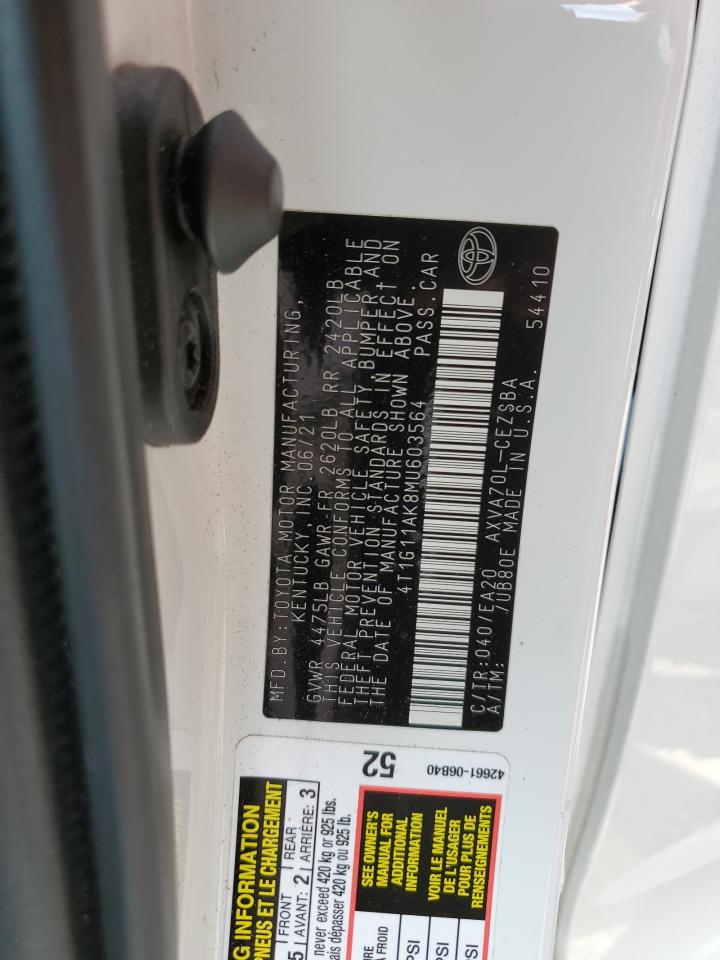 MFD.BY:TOYOTA MOTOR MANUFACTURING,
KENTUCKY, INC. 06/21
GVWR 4475LB GAWR FR 2620LB RR 2420LB
THIS VEHICLE CONFORMS TO ALL APPLICABLE
FEDERAL MOTOR VEHICLE SAFETY, BUMPER, AND
THEFT PREVENTION STANDARDS IN EFFECT ON
THE DATE OF MANUFACTURE SHOWN ABOVE.
4T1G11AK8MU603564 PASS.CAR
C/TR:040/EA20 AXVA70L-CEZSBA
A/TM: /UB80E MADE IN U.S.A. 54410
G INFORMATION
PNEUS ET LE CHARGEMENT
5 FRONT REAR
AVANT: 2 ARRIÈRE: 3
never exceed 420 kg or 925 lbs.
is dépasser 420 kg ou 925 lb.
52
SEE OWNER'S
MANUAL FOR
ADDITIONAL
INFORMATION
VOIR LE MANUEL
DE L'USAGER
POUR PLUS DE
RENSEIGNEMENTS
À FROID
PSI
PSI
PSI
42661-06B40